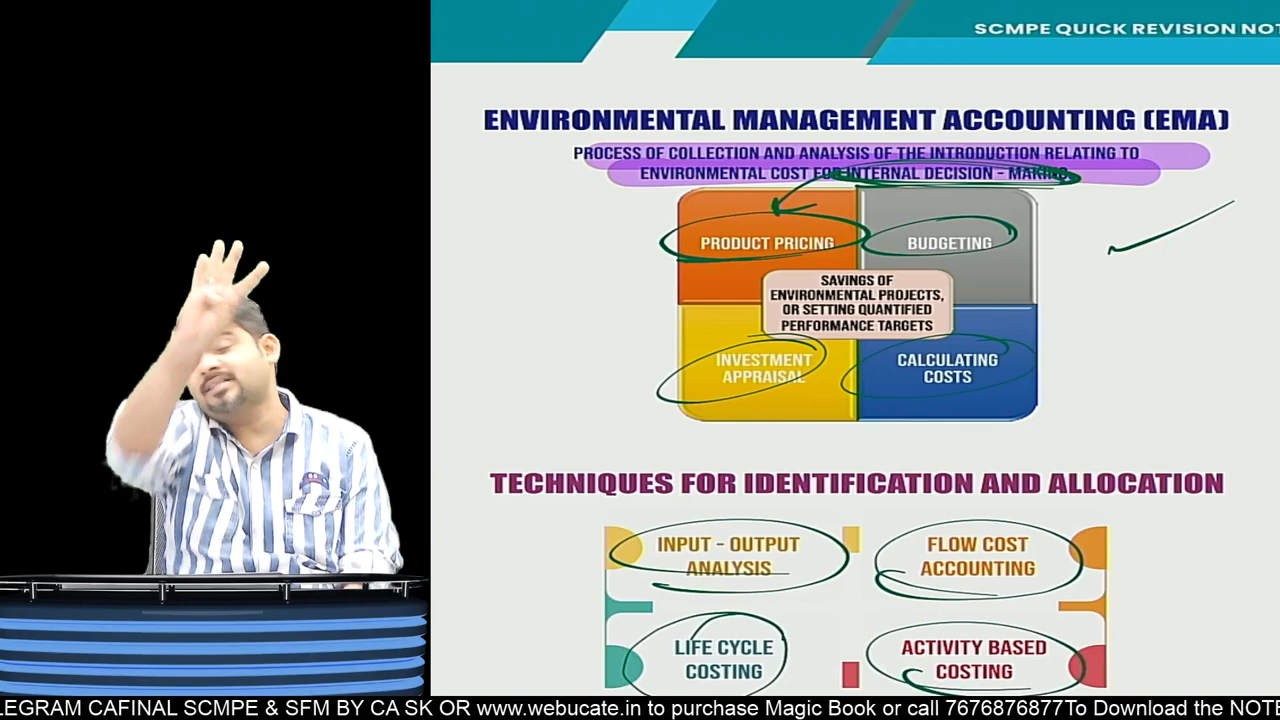 SCMPE QUICK REVISION NOT
ENVIRONMENTAL MANAGEMENT ACCOUNTING (EMA)
PROCESS OF COLLECTION AND ANALYSIS OF THE INTRODUCTION RELATING TO
ENVIRONMENTAL COST FOR INTERNAL DECISION - MAKING
PRODUCT PRICING
BUDGETING
SAVINGS OF
ENVIRONMENTAL PROJECTS,
OR SETTING QUANTIFIED
PERFORMANCE TARGETS
INVESTMENT
APPRAISAL
CALCULATING
COSTS
TECHNIQUES FOR IDENTIFICATION AND ALLOCATION
INPUT - OUTPUT
ANALYSIS
FLOW COST
ACCOUNTING
LIFE CYCLE
COSTING
ACTIVITY BASED
COSTING
LEGRAM CAFINAL SCMPE & SFM BY CA SK OR www.webucate.in to purchase Magic Book or call 7676876877To Download the NOTE